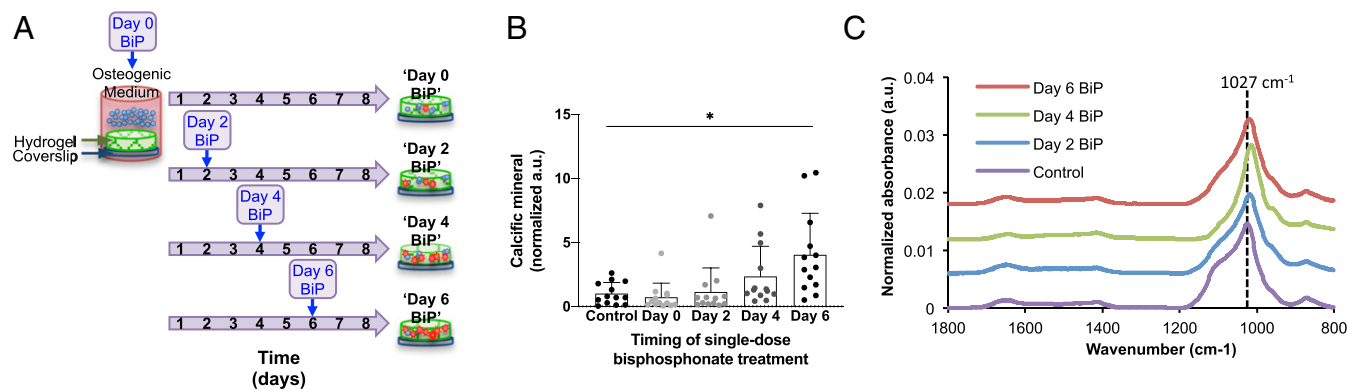 A
Day 0
BiP
Osteogenic
Medium
Hydrogel
Coverslip
1 2 3 4 5 6 7 8
'Day 0
BiP'
Day 2
BiP
1 2 3 4 5 6 7 8
'Day 2
BiP'
Day 4
BiP
1 2 3 4 5 6 7 8
'Day 4
BiP'
Day 6
BiP
1 2 3 4 5 6 7 8
'Day 6
BiP'
Time
(days)
B
Calcific mineral
(normalized a.u.)
15
10
5
0
*
Control Day 0 Day 2 Day 4 Day 6
Timing of single-dose
bisphosphonate treatment
C
Normalized absorbance (a.u.)
0.04
0.03
0.02
0.01
0
Day 6 BiP
Day 4 BiP
Day 2 BiP
Control
1027 cm-1
1800 1600 1400 1200 1000 800
Wavenumber (cm-1)